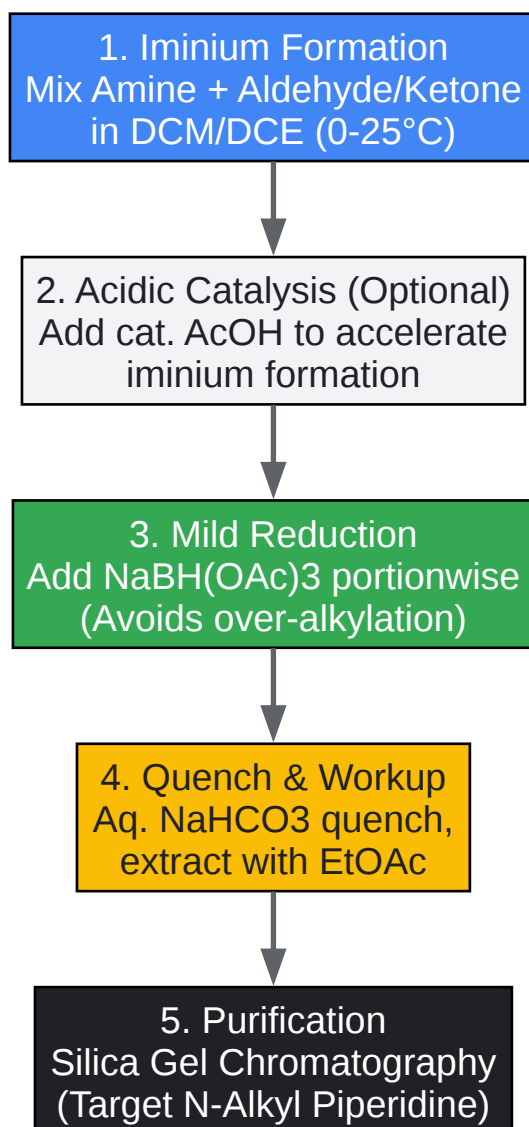 1. Iminium Formation
Mix Amine + Aldehyde/Ketone
in DCM/DCE (0-25°C)
2. Acidic Catalysis (Optional)
Add cat. AcOH to accelerate
iminium formation
3. Mild Reduction
Add NaBH(OAc)3 portionwise
(Avoids over-alkylation)
4. Quench & Workup
Aq. NaHCO3 quench,
extract with EtOAc
5. Purification
Silica Gel Chromatography
(Target N-Alkyl Piperidine)